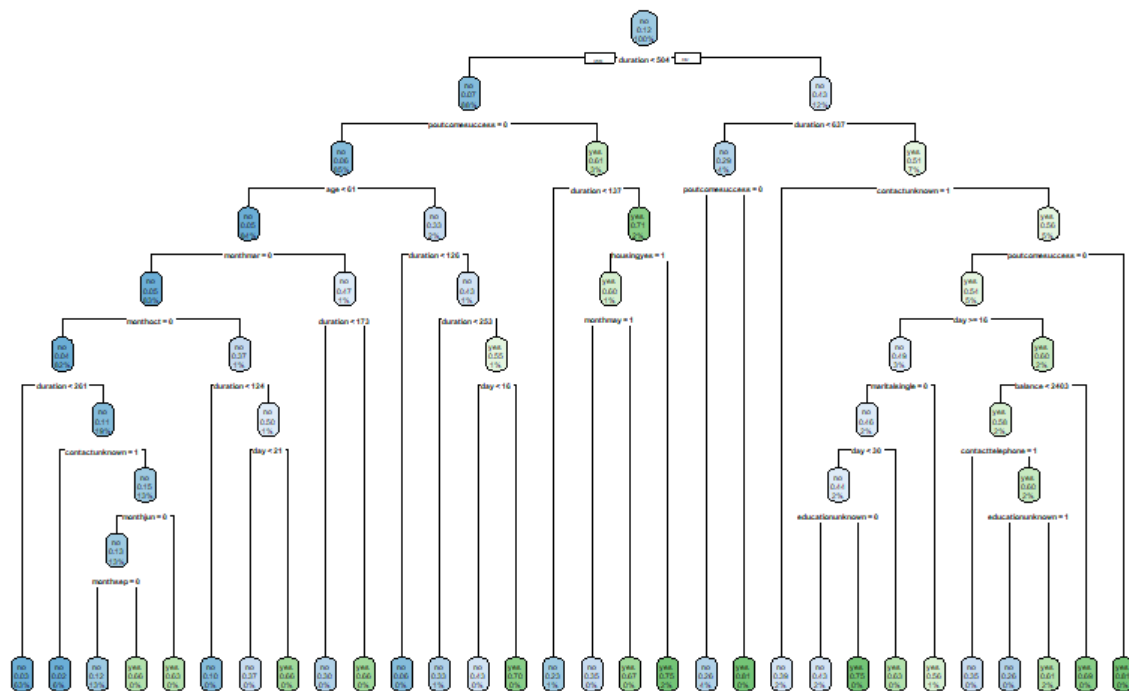 no
0.12
100%
duration < 504
no
0.07
88%
no
0.43
12%
poutcomesuccess = 0
duration < 637
no
0.06
85%
yes
0.61
3%
no
0.29
4%
yes
0.51
7%
age < 61
duration < 137
poutcomesuccess = 0
contactunknown = 1
no
0.05
84%
no
0.33
2%
yes
0.71
2%
yes
0.56
5%
monthmar = 0
duration < 126
housingyes = 1
poutcomesuccess = 0
no
0.05
83%
no
0.47
1%
no
0.43
1%
yes
0.60
1%
yes
0.54
5%
monthoct = 0
duration < 173
duration < 253
monthmay = 1
day >= 16
no
0.04
82%
no
0.37
1%
yes
0.55
1%
no
0.49
3%
yes
0.60
2%
duration < 261
duration < 124
day < 16
maritalsingle = 0
balance < 2403
no
0.11
19%
no
0.50
1%
no
0.46
2%
yes
0.58
2%
contactunknown = 1
day < 21
day < 30
contacttelephone = 1
no
0.15
13%
no
0.44
2%
yes
0.60
2%
monthjun = 0
educationunknown = 0
educationunknown = 1
no
0.13
13%
monthsep = 0
no
0.03
63%
no
0.02
6%
no
0.12
13%
yes
0.66
0%
yes
0.63
0%
no
0.10
0%
no
0.37
0%
yes
0.66
0%
no
0.30
0%
yes
0.66
0%
no
0.06
0%
no
0.33
1%
no
0.43
0%
yes
0.70
0%
no
0.23
1%
no
0.35
0%
yes
0.67
0%
yes
0.75
2%
no
0.26
4%
yes
0.61
0%
no
0.39
2%
no
0.43
2%
yes
0.75
0%
yes
0.63
0%
yes
0.56
1%
no
0.35
0%
no
0.26
0%
yes
0.61
2%
yes
0.68
0%
yes
0.81
0%